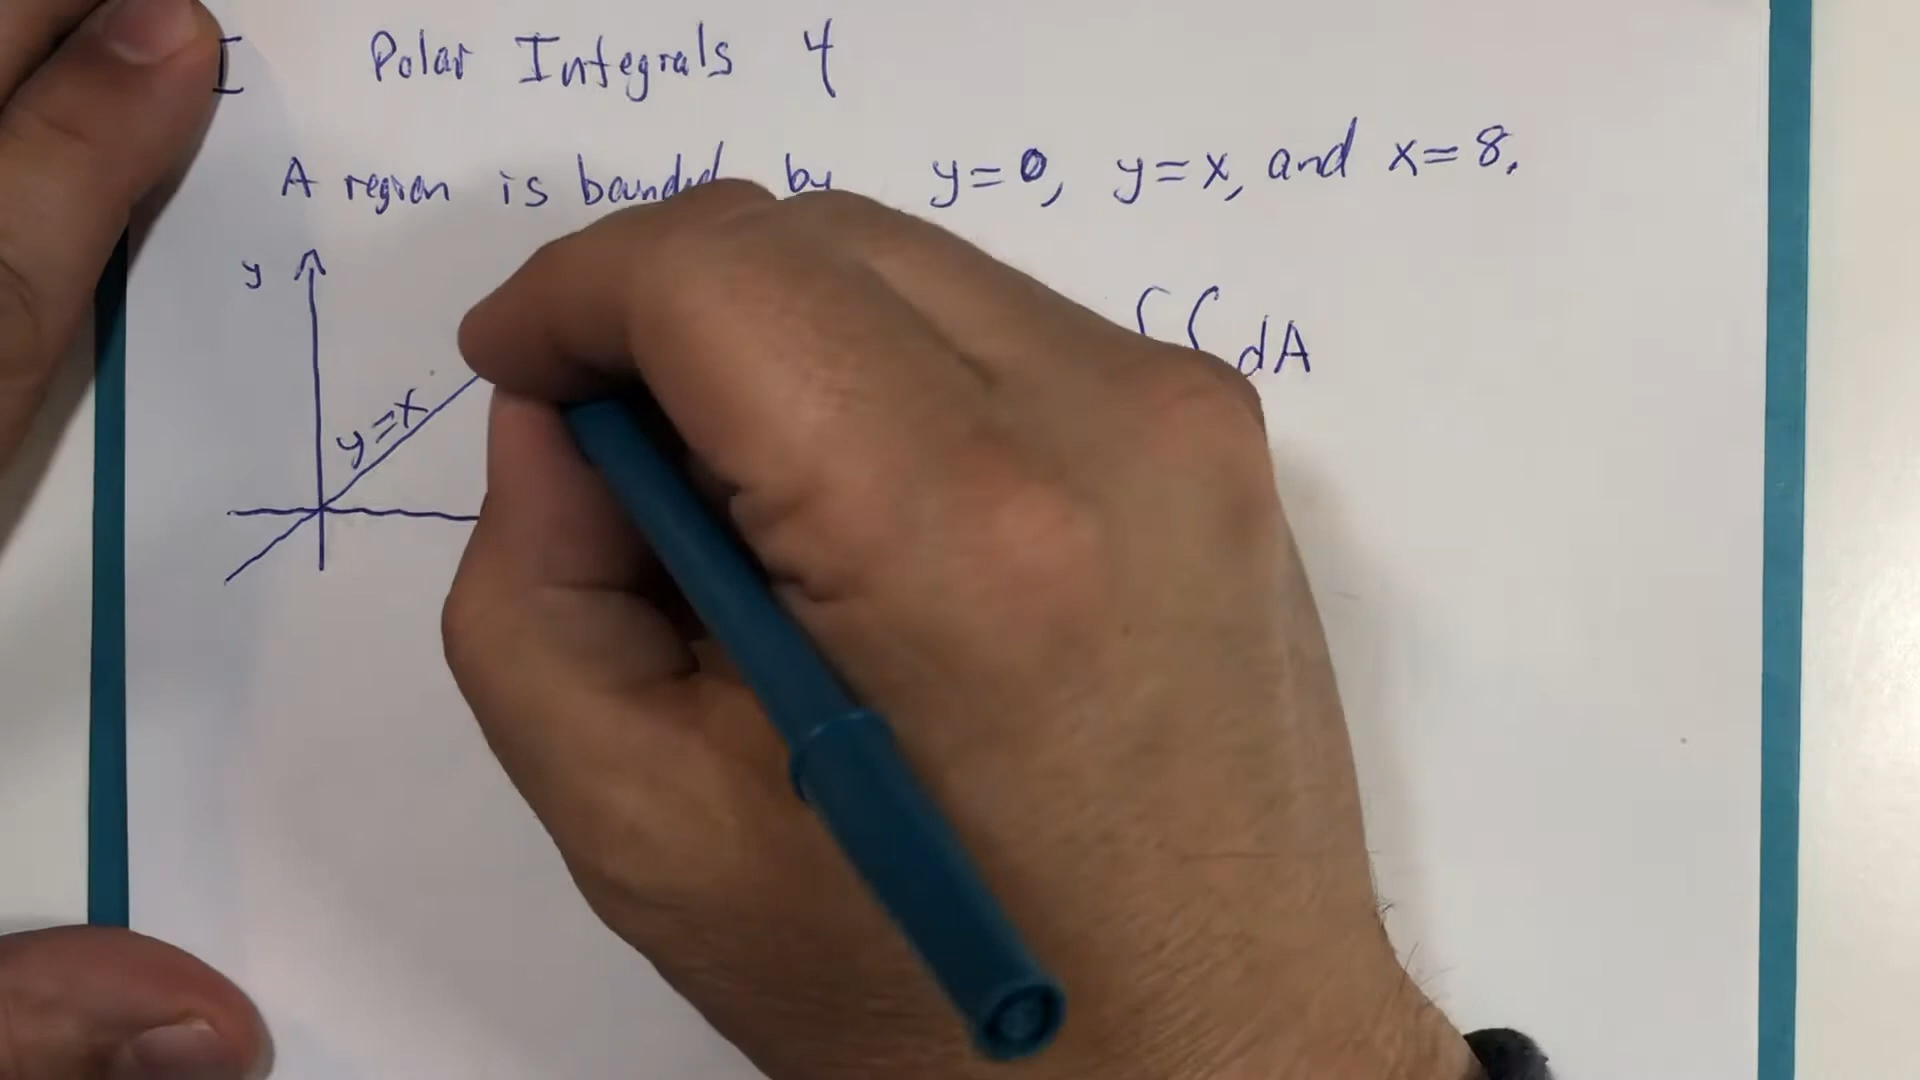 I Polar Integrals 4
A region is bounded by y=0, y=x, and x=8.
y
∫∫ dA
y=x